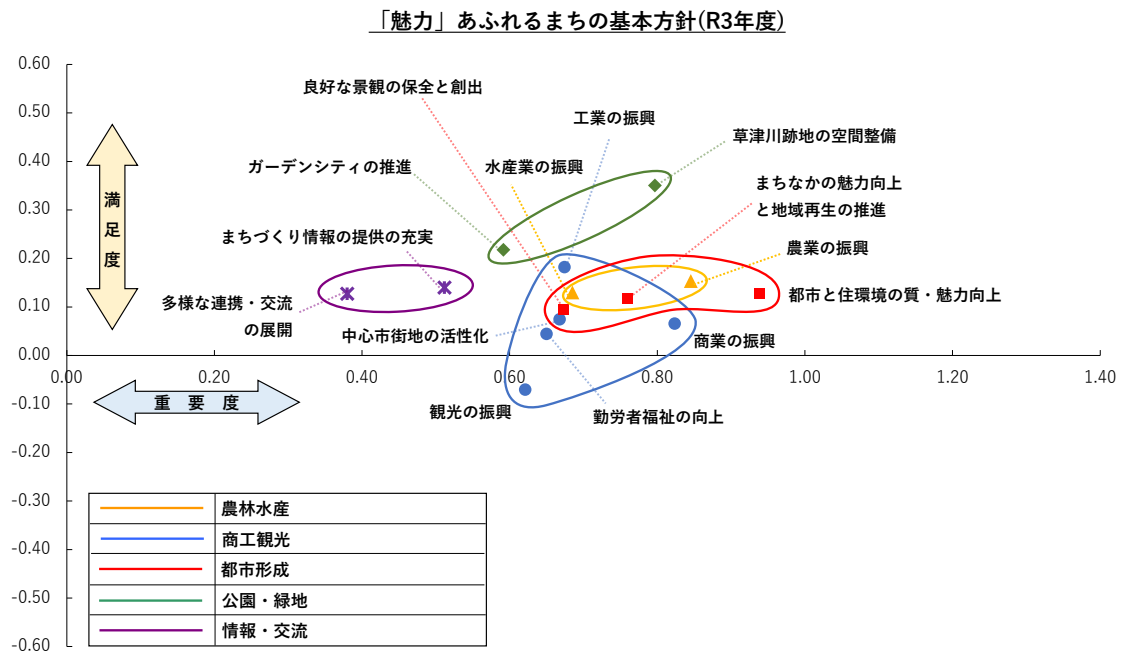 「魅力」あふれるまちの基本方針(R3年度)
0.60
0.50
0.40
0.30
0.20
0.10
0.00
-0.10
-0.20
-0.30
-0.40
-0.50
-0.60
0.00
0.20
0.40
0.60
0.80
1.00
1.20
1.40
満足度
重 要 度
良好な景観の保全と創出
工業の振興
草津川跡地の空間整備
ガーデンシティの推進
水産業の振興
まちなかの魅力向上
と地域再生の推進
まちづくり情報の提供の充実
農業の振興
多様な連携・交流
の展開
都市と住環境の質・魅力向上
中心市街地の活性化
商業の振興
観光の振興
勤労者福祉の向上
農林水産
商工観光
都市形成
公園・緑地
情報・交流